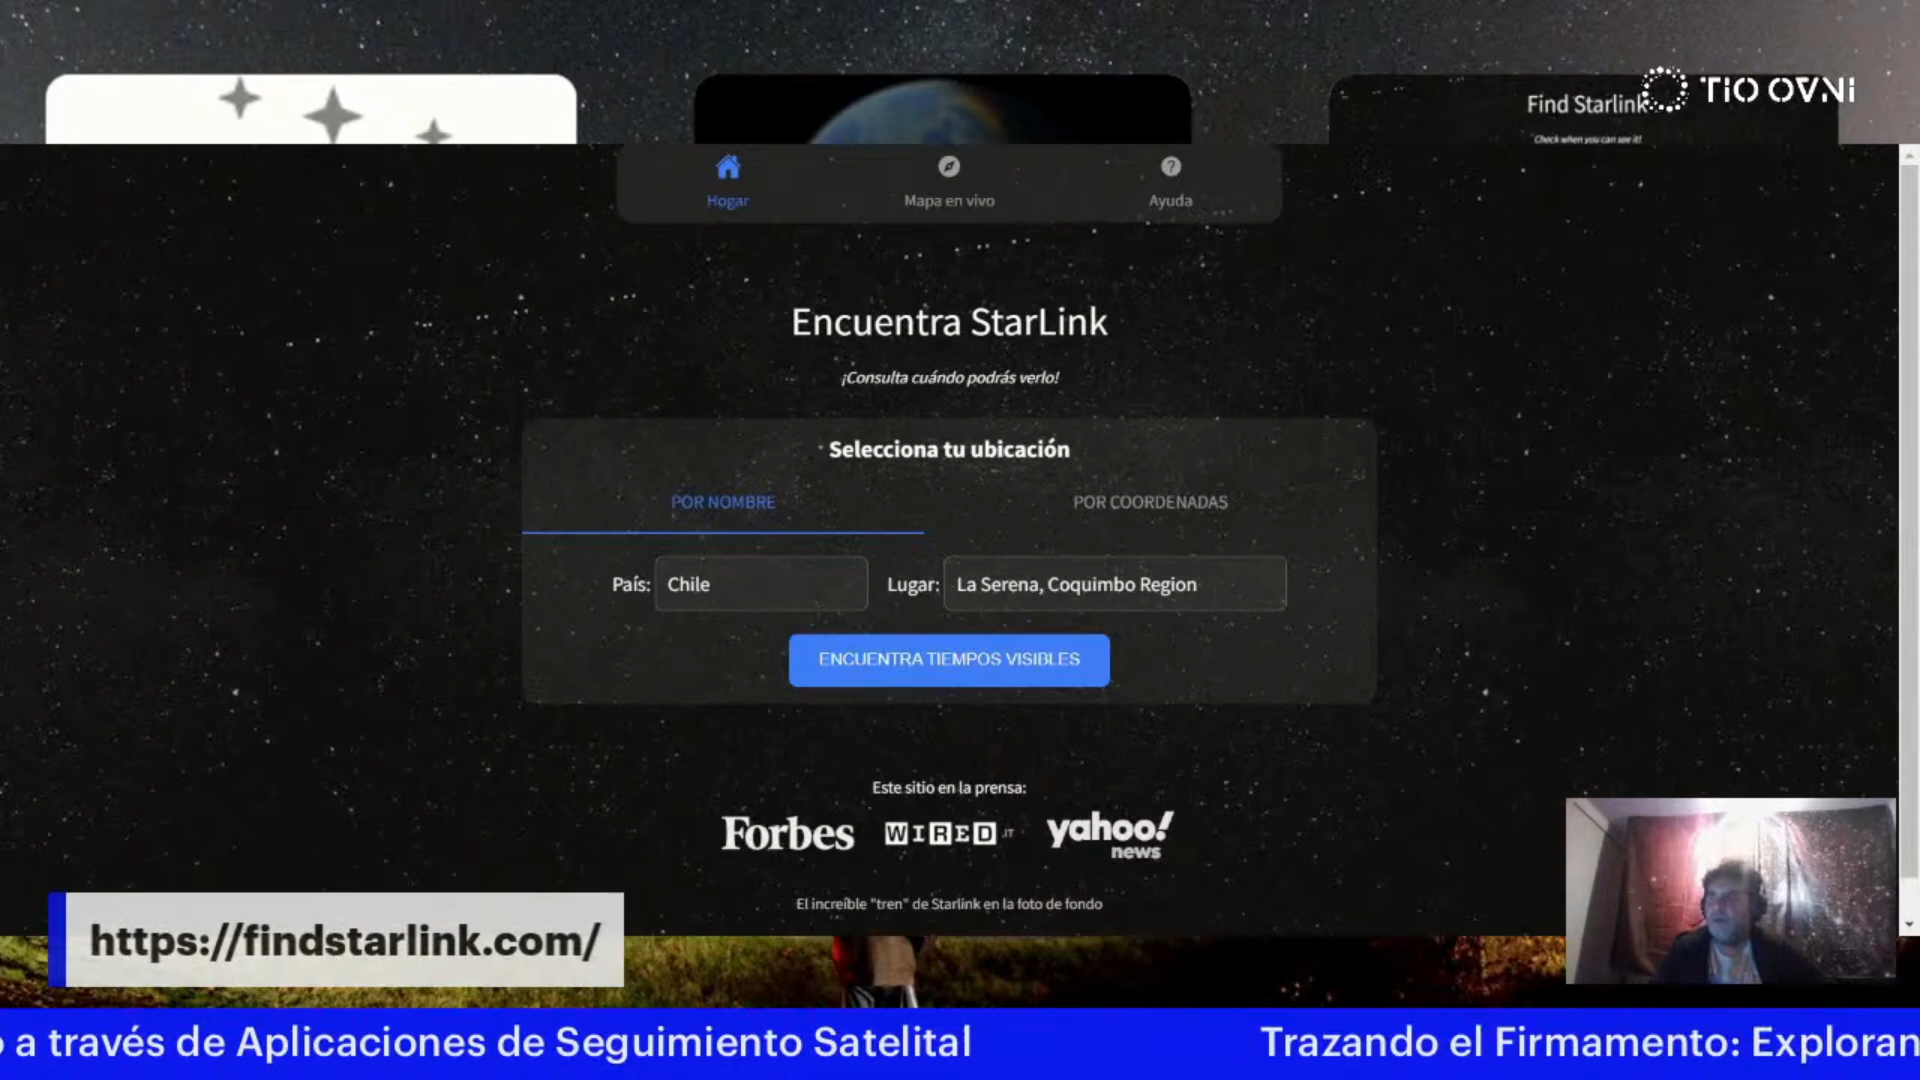 Find Starlink
TIO OVNI
Check when you can see it!
Hogar
Mapa en vivo
Ayuda
Encuentra StarLink
¡Consulta cuándo podrás verlo!
Selecciona tu ubicación
POR NOMBRE
POR COORDENADAS
País: Chile Lugar: La Serena, Coquimbo Region
ENCUENTRA TIEMPOS VISIBLES
Este sitio en la prensa:
Forbes WIRED.IT yahoo!
news
El increíble "tren" de Starlink en la foto de fondo
https://findstarlink.com/
o a través de Aplicaciones de Seguimiento Satelital Trazando el Firmamento: Exploran